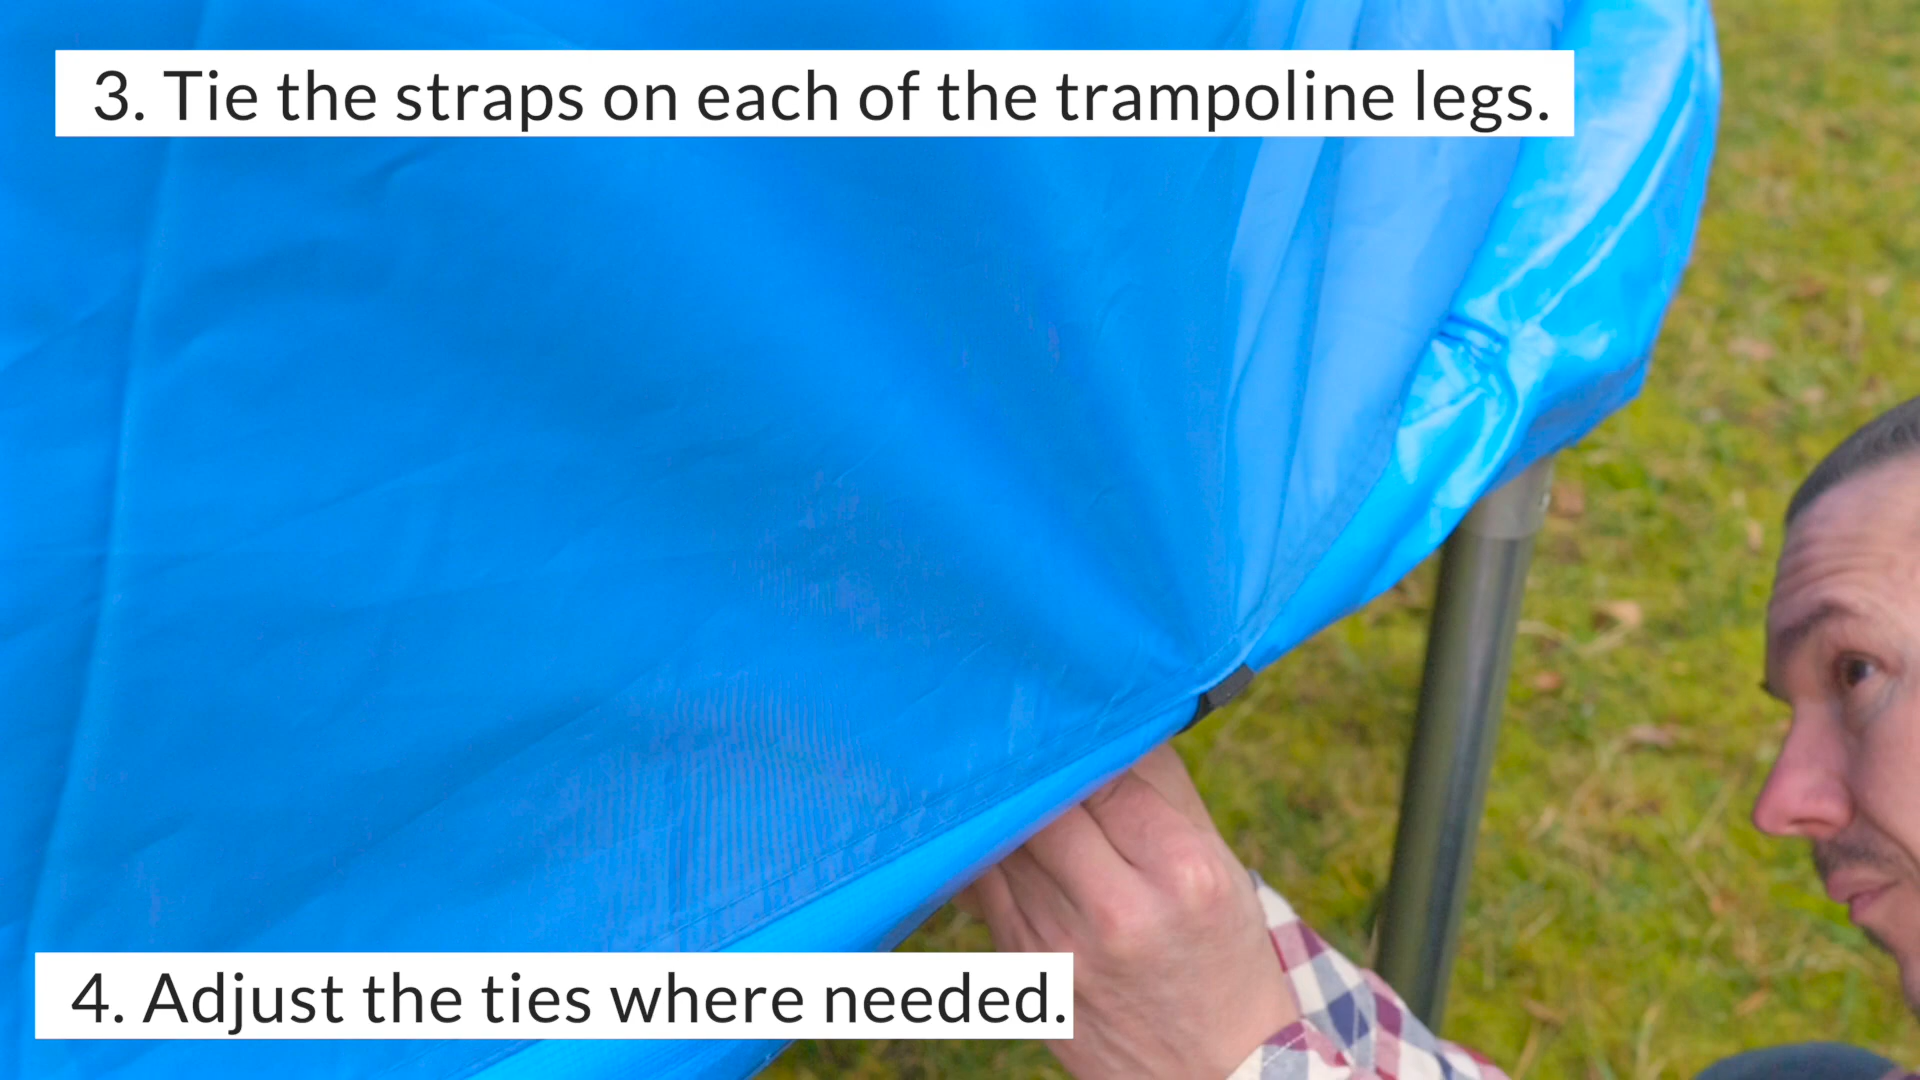 3. Tie the straps on each of the trampoline legs.
4. Adjust the ties where needed.